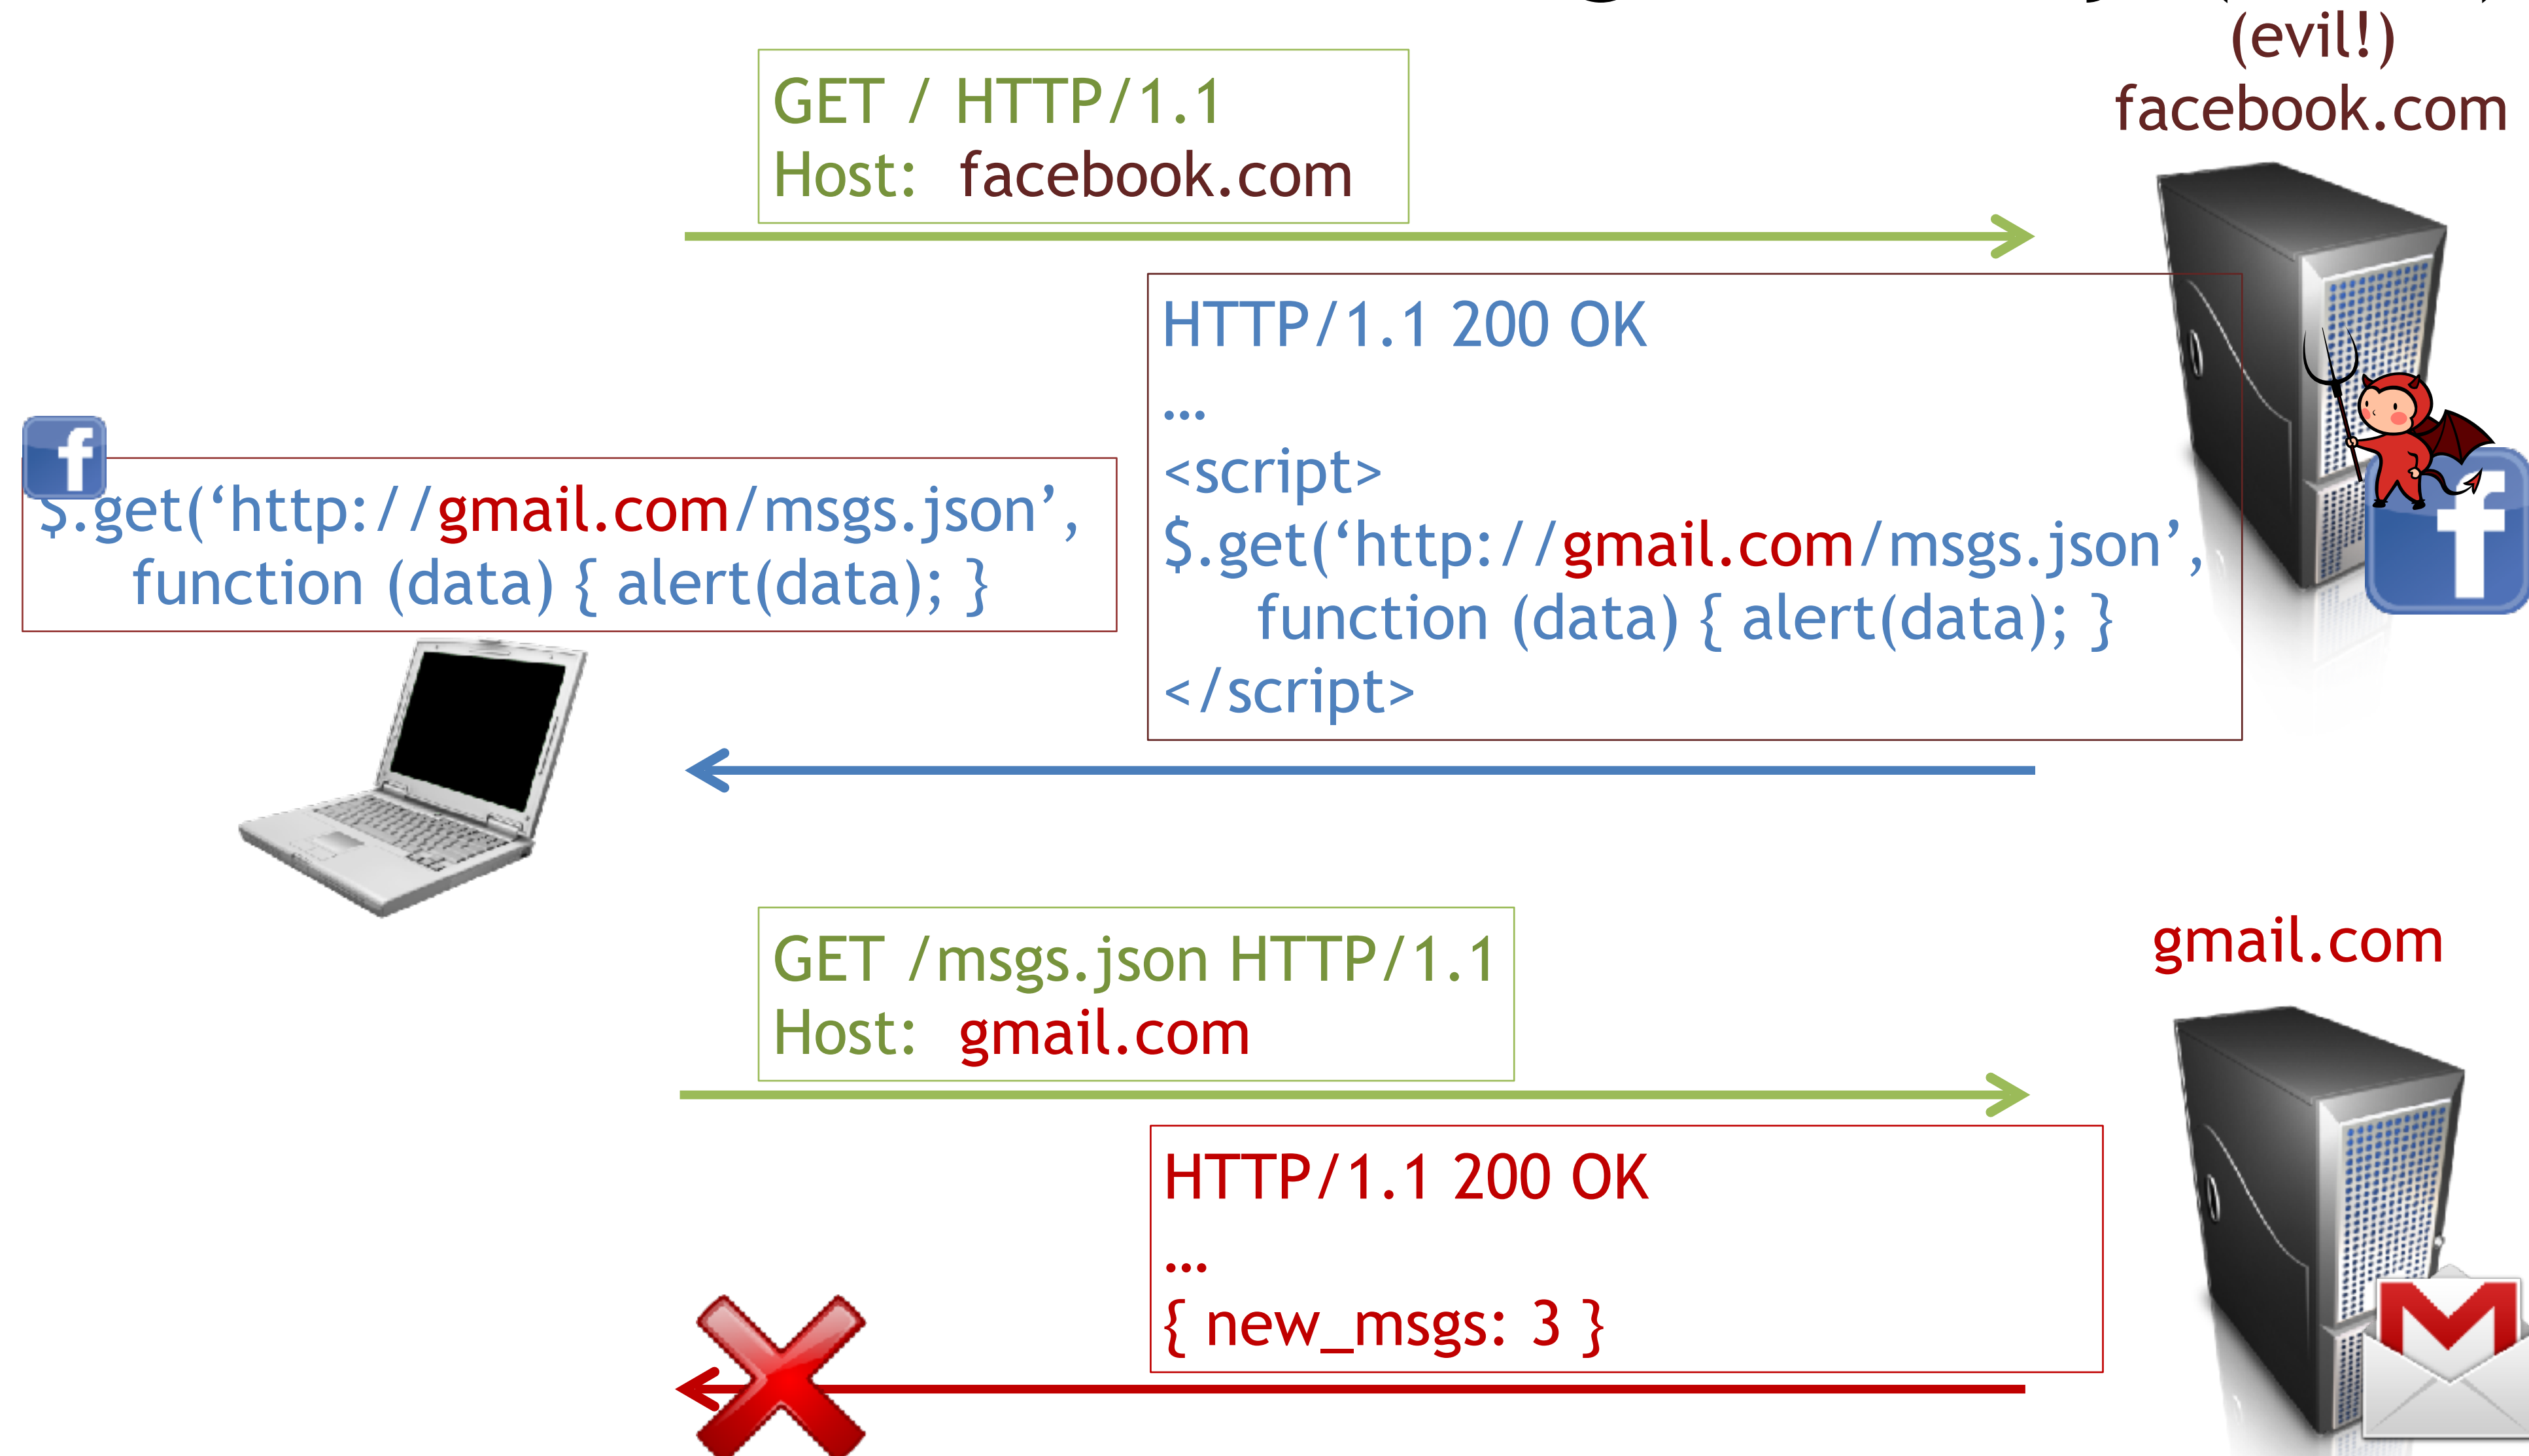 (evil!)
facebook.com
GET / HTTP/1.1
Host: facebook.com
HTTP/1.1 200 OK
…
<script>
$.get(‘http://gmail.com/msgs.json’,
function (data) { alert(data); }
</script>
f
$.get(‘http://gmail.com/msgs.json’,
function (data) { alert(data); }
f
GET /msgs.json HTTP/1.1
Host: gmail.com
gmail.com
HTTP/1.1 200 OK
…
{ new_msgs: 3 }